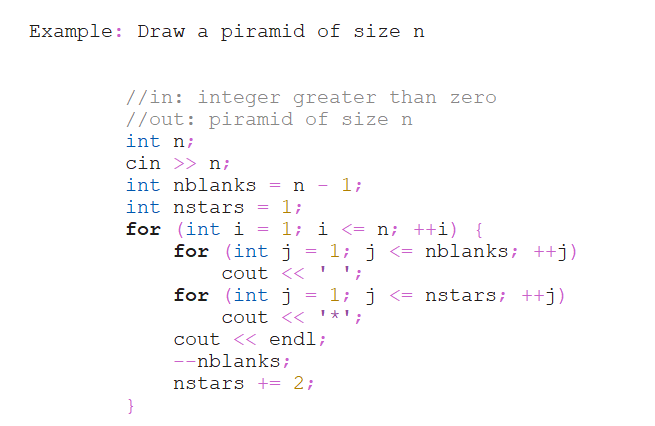 Example: Draw a piramid of size n
//in: integer greater than zero
//out: piramid of size n
int n;
cin >> n;
int nblanks = n - 1;
int nstars = 1;
for (int i = 1; i <= n; ++i) {
    for (int j = 1; j <= nblanks; ++j)
        cout << ' ';
    for (int j = 1; j <= nstars; ++j)
        cout << '*';
    cout << endl;
    --nblanks;
    nstars += 2;
}